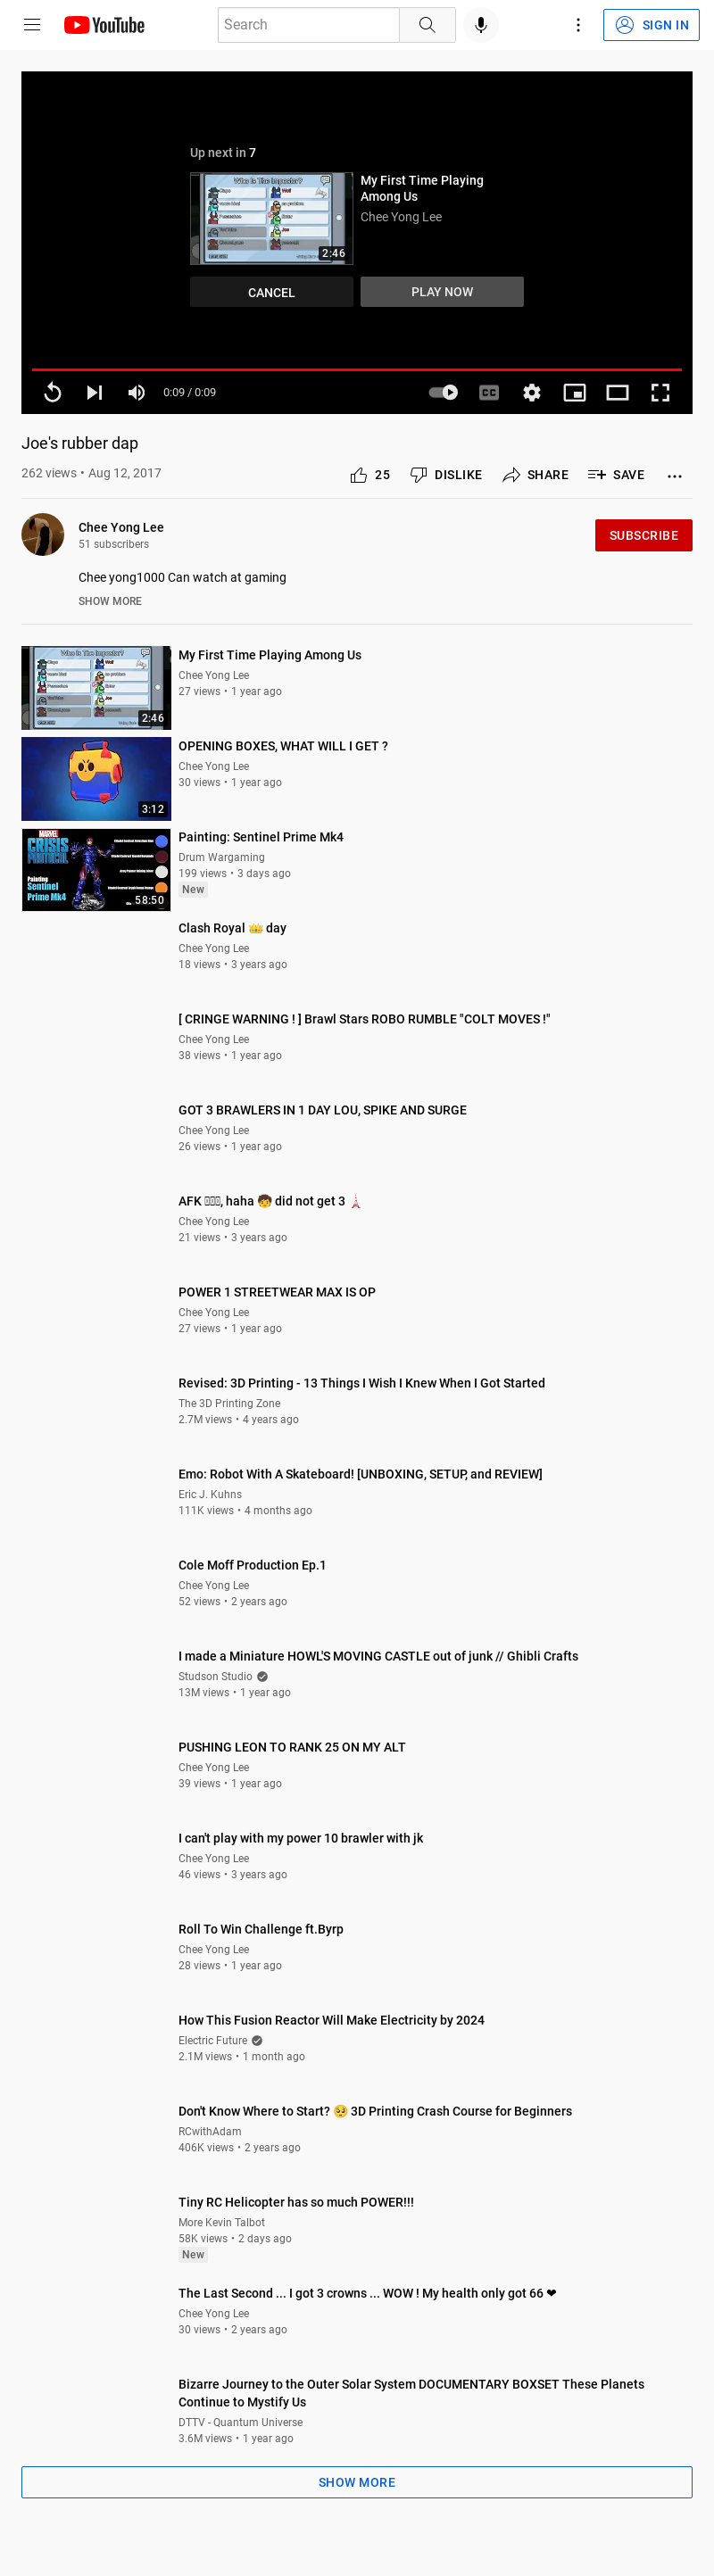 YouTube
Search
SIGN IN
Up next in 7
Who Is The Impostor?
2:46
My First Time Playing
Among Us
Chee Yong Lee
CANCEL
PLAY NOW
0:09 / 0:09
CC
Joe's rubber dap
262 views • Aug 12, 2017
25
DISLIKE
SHARE
SAVE
Chee Yong Lee
51 subscribers
SUBSCRIBE
Chee yong1000 Can watch at gaming
SHOW MORE
Who Is The Impostor?
2:46
My First Time Playing Among Us
Chee Yong Lee
27 views • 1 year ago
3:12
OPENING BOXES, WHAT WILL I GET ?
Chee Yong Lee
30 views • 1 year ago
MARVEL
CRISIS
PROTOCOL
Painting
Sentinel
Prime Mk4
58:50
Painting: Sentinel Prime Mk4
Drum Wargaming
199 views • 3 days ago
New
Clash Royal 👑 day
Chee Yong Lee
18 views • 3 years ago
[ CRINGE WARNING ! ] Brawl Stars ROBO RUMBLE "COLT MOVES !"
Chee Yong Lee
38 views • 1 year ago
GOT 3 BRAWLERS IN 1 DAY LOU, SPIKE AND SURGE
Chee Yong Lee
26 views • 1 year ago
AFK , haha 🧒 did not get 3 🗼
Chee Yong Lee
21 views • 3 years ago
POWER 1 STREETWEAR MAX IS OP
Chee Yong Lee
27 views • 1 year ago
Revised: 3D Printing - 13 Things I Wish I Knew When I Got Started
The 3D Printing Zone
2.7M views • 4 years ago
Emo: Robot With A Skateboard! [UNBOXING, SETUP, and REVIEW]
Eric J. Kuhns
111K views • 4 months ago
Cole Moff Production Ep.1
Chee Yong Lee
52 views • 2 years ago
I made a Miniature HOWL'S MOVING CASTLE out of junk // Ghibli Crafts
Studson Studio
13M views • 1 year ago
PUSHING LEON TO RANK 25 ON MY ALT
Chee Yong Lee
39 views • 1 year ago
I can't play with my power 10 brawler with jk
Chee Yong Lee
46 views • 3 years ago
Roll To Win Challenge ft.Byrp
Chee Yong Lee
28 views • 1 year ago
How This Fusion Reactor Will Make Electricity by 2024
Electric Future
2.1M views • 1 month ago
Don't Know Where to Start? 🥺 3D Printing Crash Course for Beginners
RCwithAdam
406K views • 2 years ago
Tiny RC Helicopter has so much POWER!!!
More Kevin Talbot
58K views • 2 days ago
New
The Last Second ... I got 3 crowns ... WOW ! My health only got 66 ❤
Chee Yong Lee
30 views • 2 years ago
Bizarre Journey to the Outer Solar System DOCUMENTARY BOXSET These Planets
Continue to Mystify Us
DTTV - Quantum Universe
3.6M views • 1 year ago
SHOW MORE